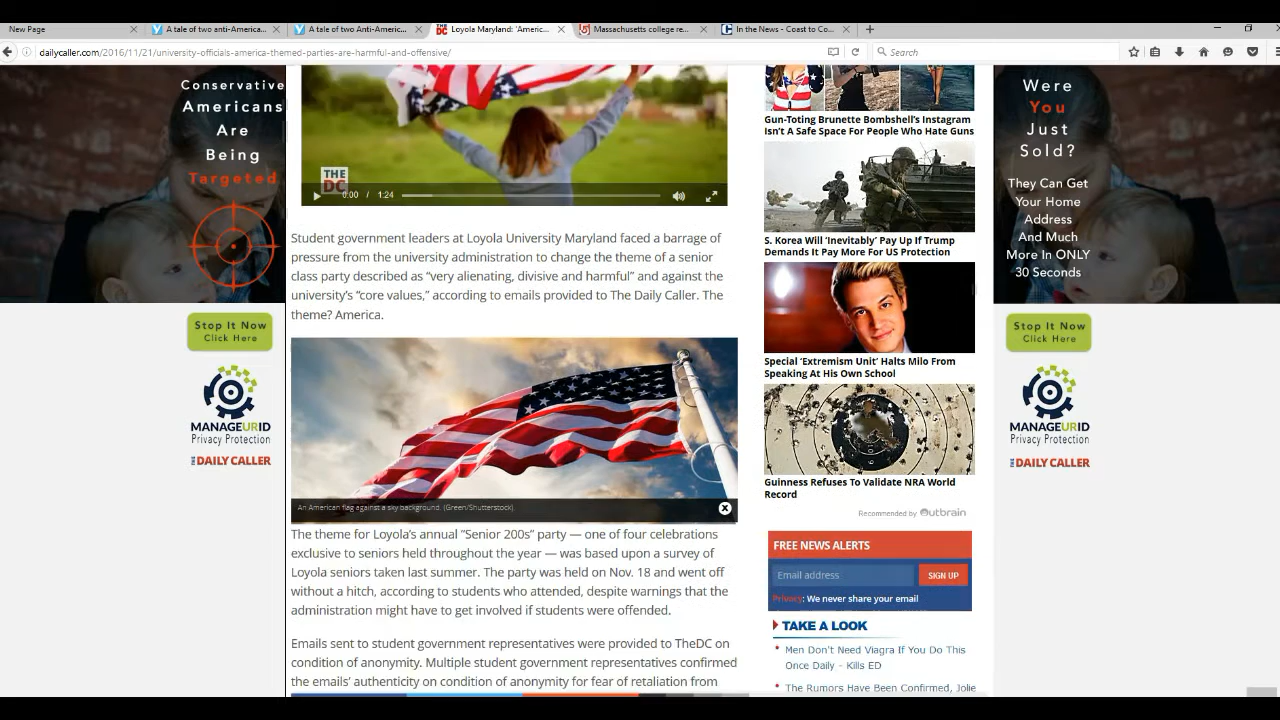 New Page
A tale of two anti-America...
A tale of two Anti-Americ...
Loyola Maryland: 'Americ...
Massachusetts college re...
In the News - Coast to Co...
dailycaller.com/2016/11/21/university-officials-america-themed-parties-are-harmful-and-offensive/
Search
Conservative
Americans
Are
Being
Targeted
Stop It Now
Click Here
MANAGEURID
Privacy Protection
THE DAILY CALLER
THE
DC
0:00 / 1:24
Student government leaders at Loyola University Maryland faced a barrage of
pressure from the university administration to change the theme of a senior
class party described as “very alienating, divisive and harmful” and against the
university’s “core values,” according to emails provided to The Daily Caller. The
theme? America.
An American flag against a sky background. (Green/Shutterstock)
The theme for Loyola’s annual “Senior 200s” party — one of four celebrations
exclusive to seniors held throughout the year — was based upon a survey of
Loyola seniors taken last summer. The party was held on Nov. 18 and went off
without a hitch, according to students who attended, despite warnings that the
administration might have to get involved if students were offended.
Emails sent to student government representatives were provided to TheDC on
condition of anonymity. Multiple student government representatives confirmed
the emails’ authenticity on condition of anonymity for fear of retaliation from
Gun-Toting Brunette Bombshell’s Instagram
Isn’t A Safe Space For People Who Hate Guns
S. Korea Will ‘Inevitably’ Pay Up If Trump
Demands It Pay More For US Protection
Special ‘Extremism Unit’ Halts Milo From
Speaking At His Own School
Guinness Refuses To Validate NRA World
Record
Recommended by Outbrain
FREE NEWS ALERTS
Email address
SIGN UP
Privacy: We never share your email
TAKE A LOOK
Men Don't Need Viagra If You Do This
Once Daily - Kills ED
The Rumors Have Been Confirmed, Jolie
Were
You
Just
Sold?
They Can Get
Your Home
Address
And Much
More In ONLY
30 Seconds
Stop It Now
Click Here
MANAGEURID
Privacy Protection
THE DAILY CALLER